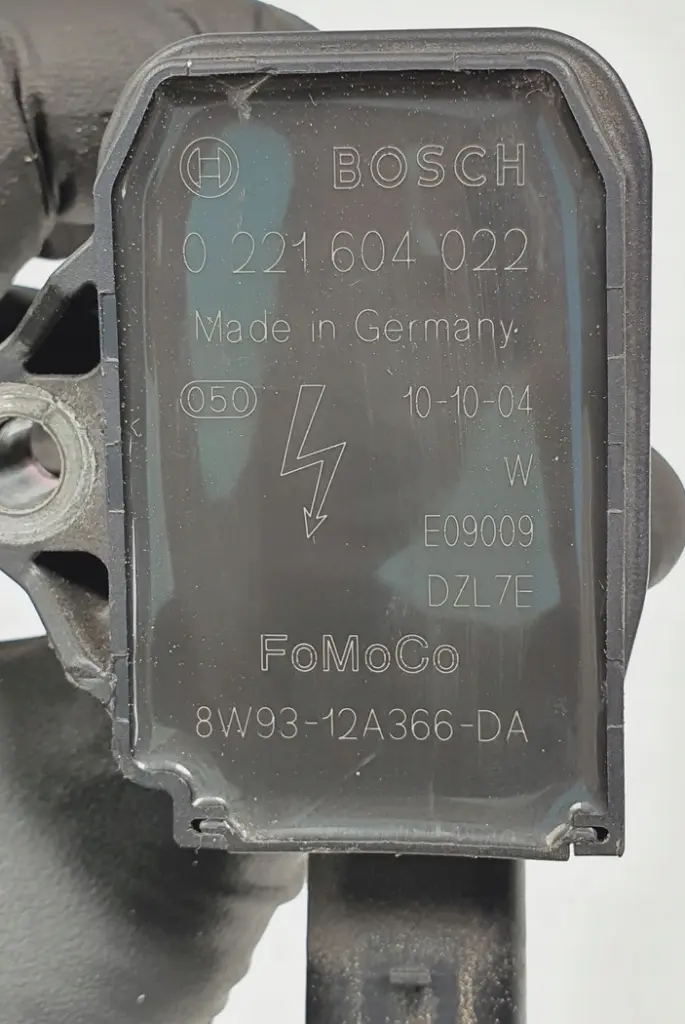 H BOSCH
0 221 604 022
Made in Germany
050 10-10-04
W
E09009
DZL7E
FoMoCo
8W93-12A366-DA